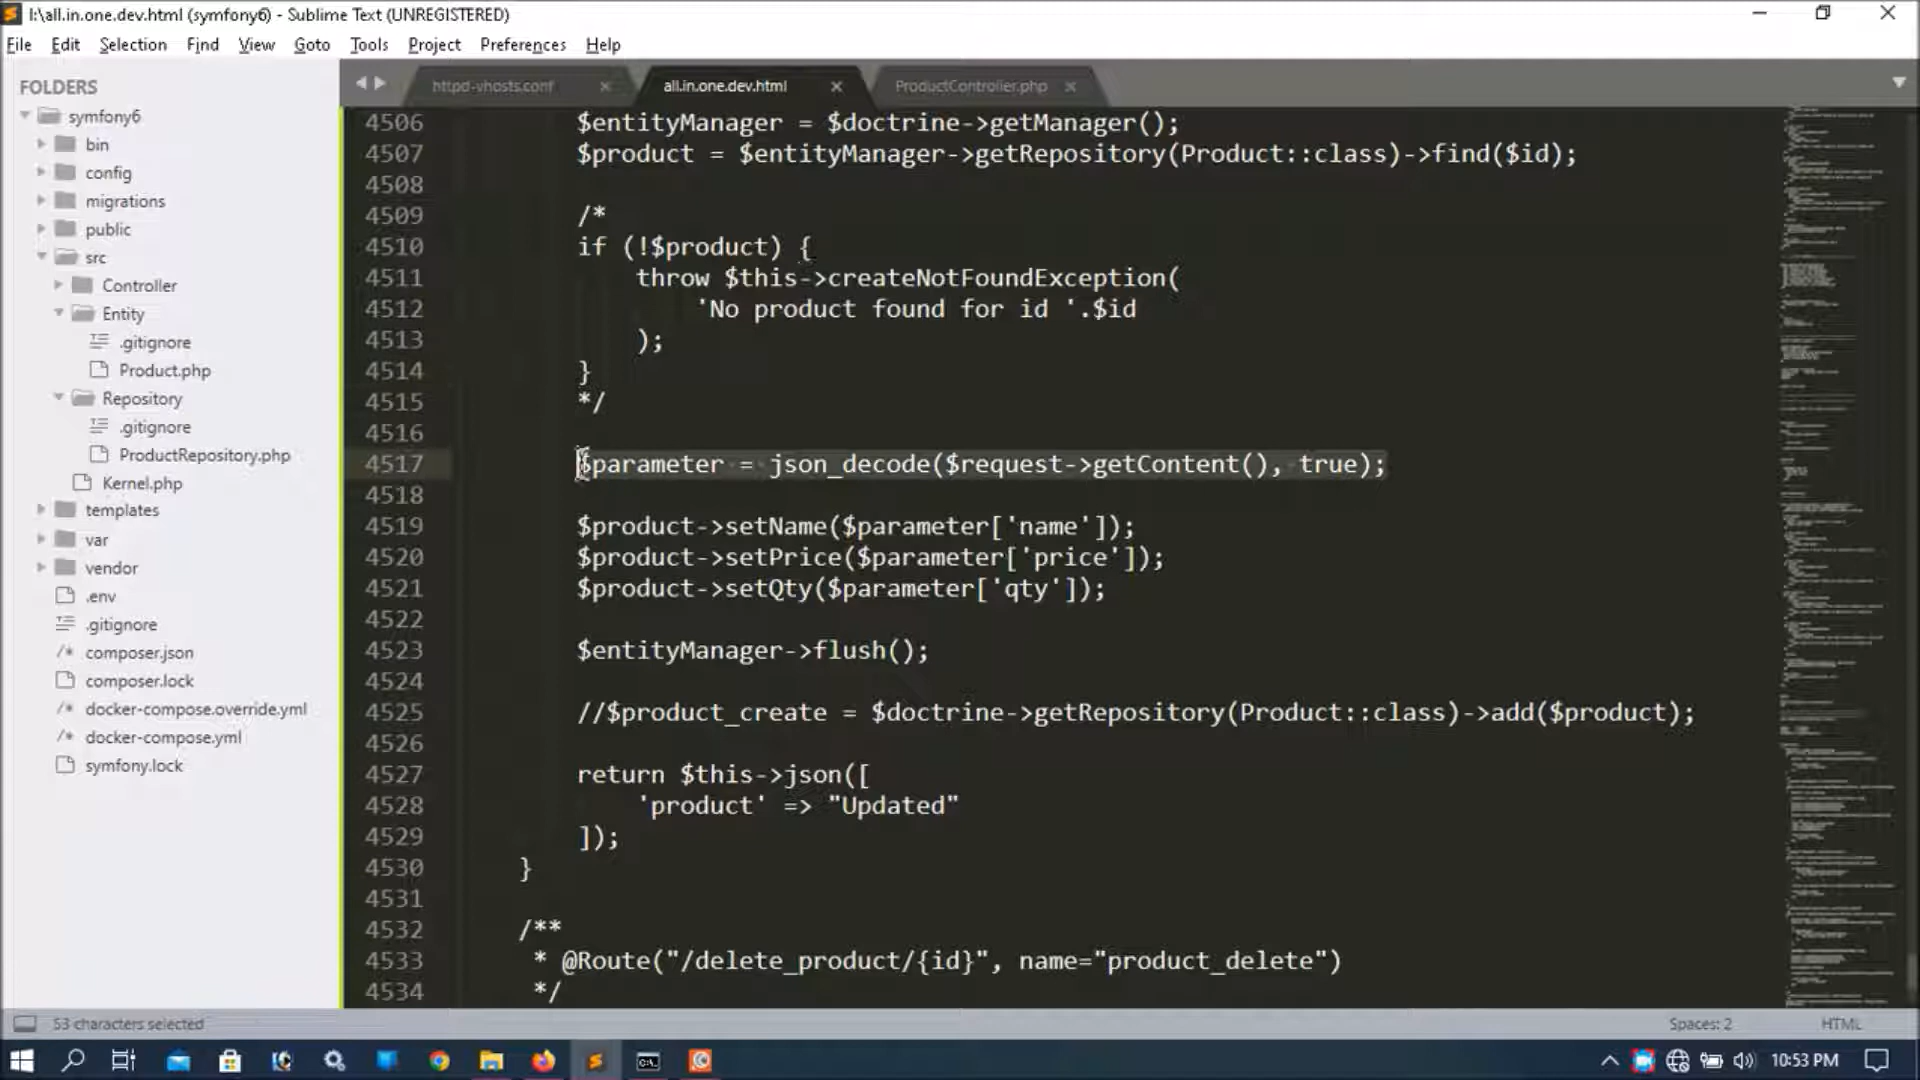 I:\all.in.one.dev.html (symfony6) - Sublime Text (UNREGISTERED)
File Edit Selection Find View Goto Tools Project Preferences Help
FOLDERS
symfony6
bin
config
migrations
public
src
Controller
Entity
.gitignore
Product.php
Repository
.gitignore
ProductRepository.php
Kernel.php
templates
var
vendor
.env
.gitignore
composer.json
composer.lock
docker-compose.override.yml
docker-compose.yml
symfony.lock
httpd-vhosts.conf all.in.one.dev.html ProductController.php
4506 $entityManager = $doctrine->getManager();
4507 $product = $entityManager->getRepository(Product::class)->find($id);
4508
4509 /*
4510 if (!$product) {
4511 throw $this->createNotFoundException(
4512 'No product found for id '.$id
4513 );
4514 }
4515 */
4516
4517 $parameter = json_decode($request->getContent(), true);
4518
4519 $product->setName($parameter['name']);
4520 $product->setPrice($parameter['price']);
4521 $product->setQty($parameter['qty']);
4522
4523 $entityManager->flush();
4524
4525 //$product_create = $doctrine->getRepository(Product::class)->add($product);
4526
4527 return $this->json([
4528 'product' => "Updated"
4529 ]);
4530 }
4531
4532 /**
4533 * @Route("/delete_product/{id}", name="product_delete")
4534 */
53 characters selected Spaces: 2 HTML
10:53 PM